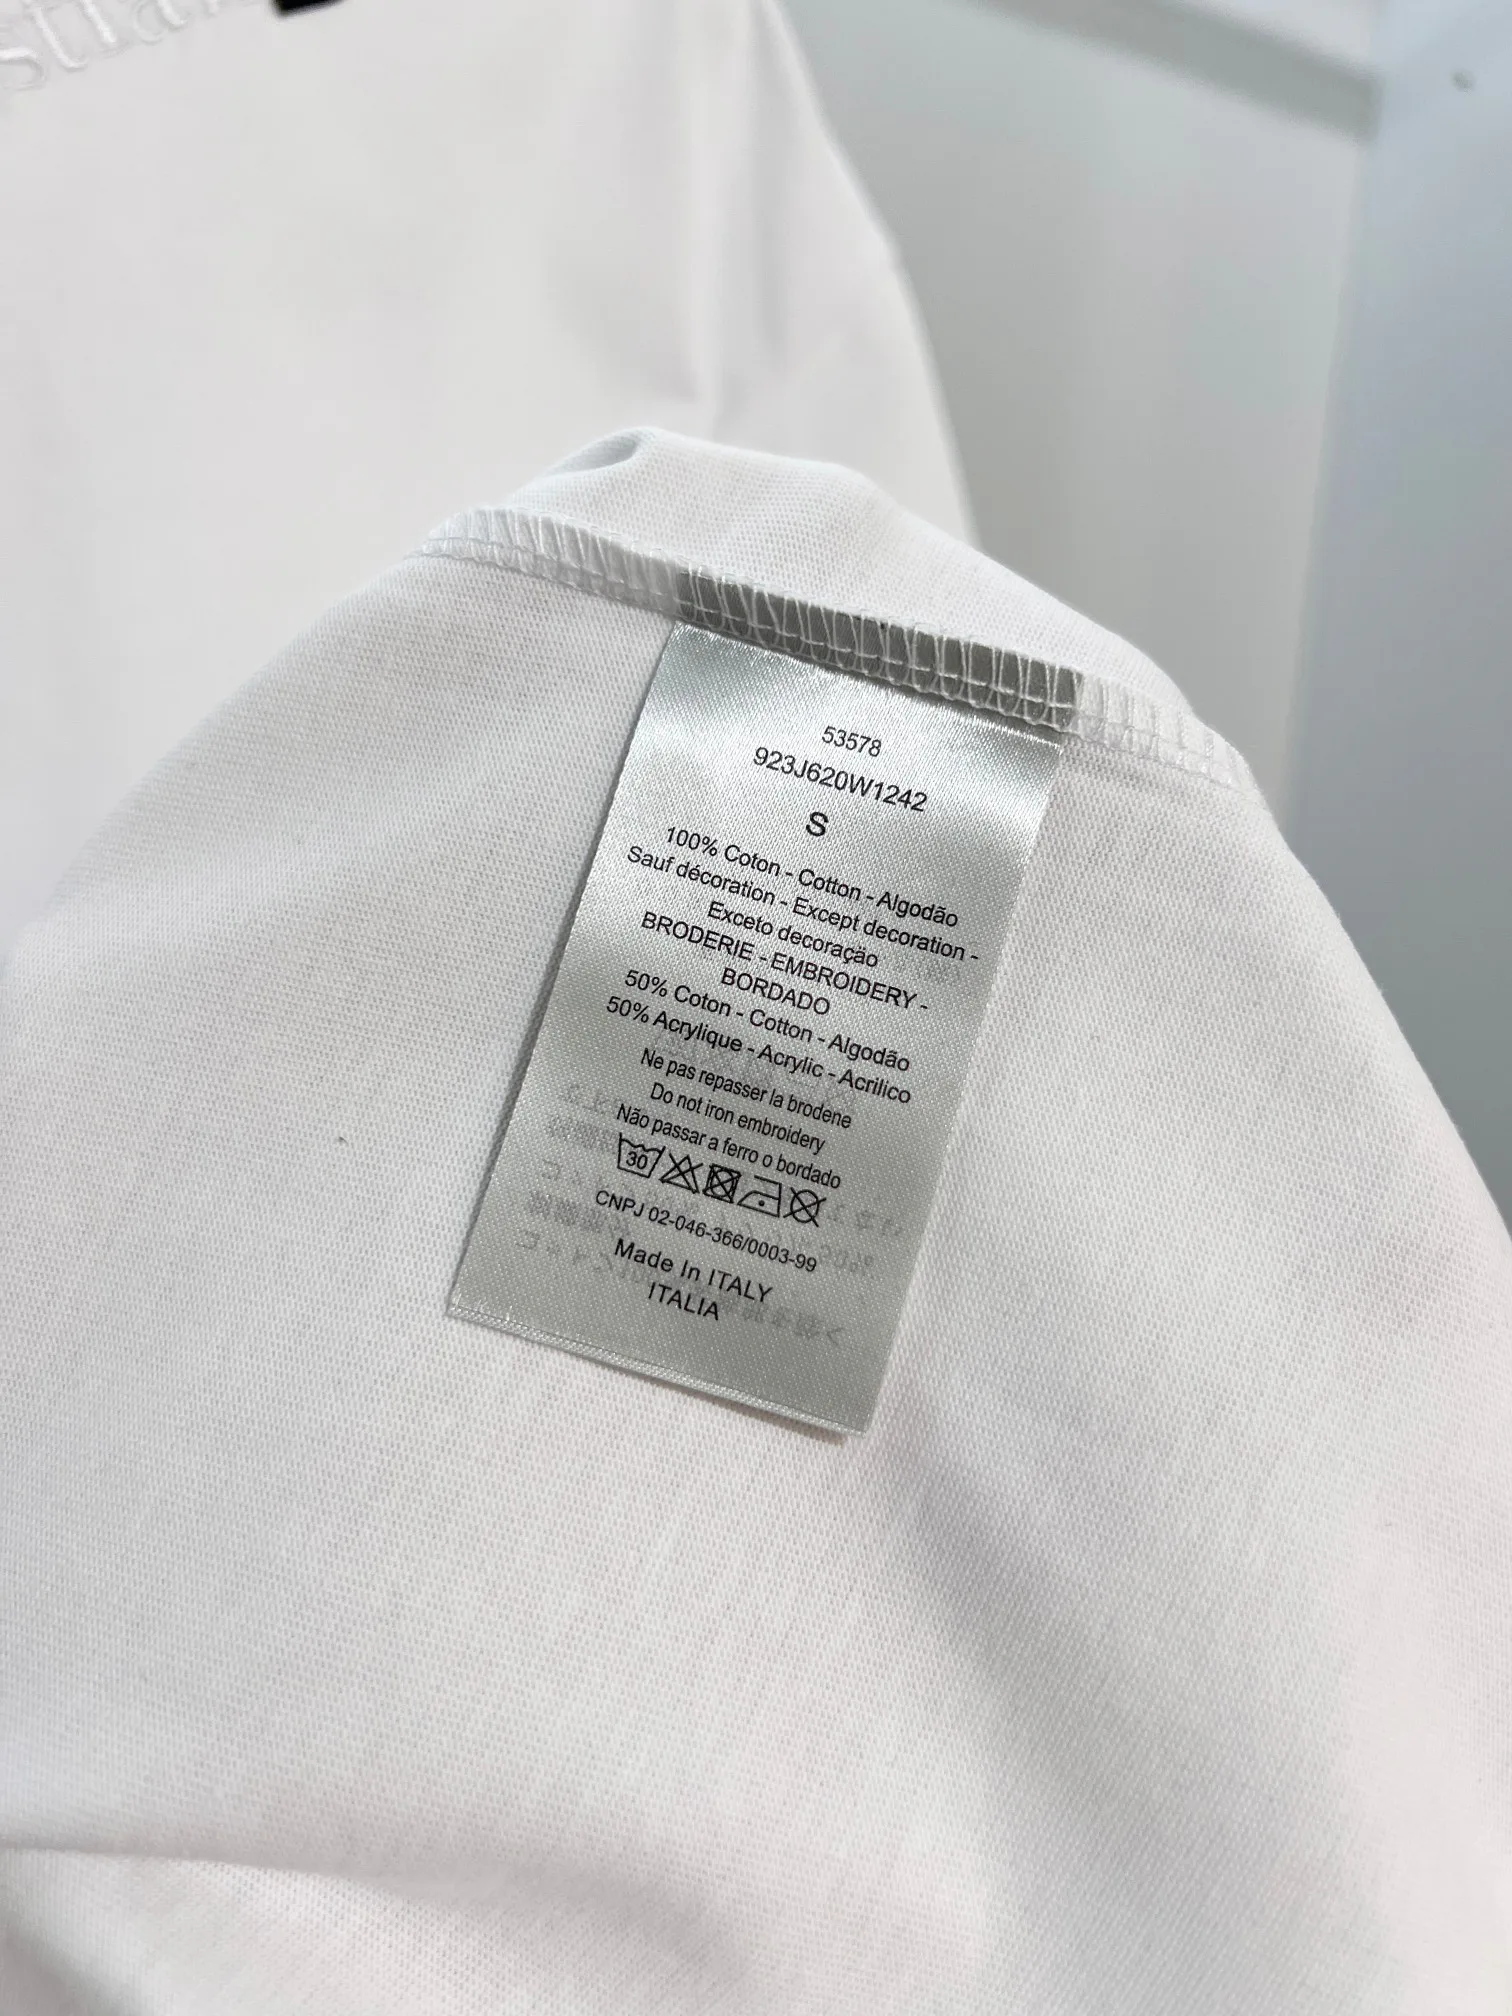 53578
923J620W1242
S
100% Coton - Cotton - Algodão
Sauf décoration - Except decoration -
Exceto decoração
BRODERIE - EMBROIDERY -
BORDADO
50% Coton - Cotton - Algodão
50% Acrylique - Acrylic - Acrilico
Ne pas repasser la brodene
Do not iron embroidery
Não passar a ferro o bordado
30
CNPJ 02-046-366/0003-99
Made In ITALY
ITALIA